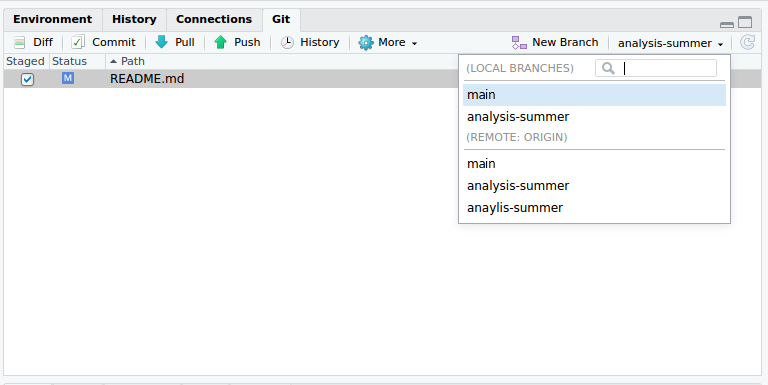 Environment History Connections Git
Diff Commit Pull Push History More New Branch analysis-summer
Staged Status Path
M README.md
(LOCAL BRANCHES)
main
analysis-summer
(REMOTE: ORIGIN)
main
analysis-summer
anaylis-summer